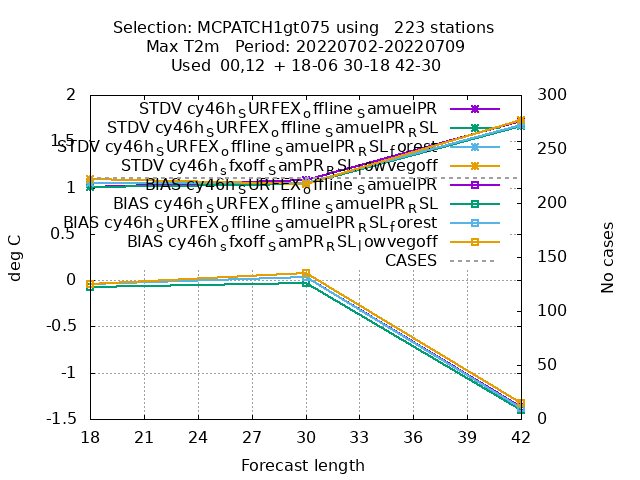 Selection: MCPATCH1gt075 using   223 stations
Max T2m   Period: 20220702-20220709
Used  00,12  + 18-06 30-18 42-30
STDV cy46h_SURFEX_offline_SamuelPR
STDV cy46h_SURFEX_offline_SamuelPR_RSL
STDV cy46h_SURFEX_offline_SamuelPR_RSL_forest
STDV cy46h_sfxoff_SamPR_RSL_lowvegoff
BIAS cy46h_SURFEX_offline_SamuelPR
BIAS cy46h_SURFEX_offline_SamuelPR_RSL
BIAS cy46h_SURFEX_offline_SamuelPR_RSL_forest
BIAS cy46h_sfxoff_SamPR_RSL_lowvegoff
CASES
2
1.5
1
0.5
0
-0.5
-1
-1.5
deg C
300
250
200
150
100
50
0
No cases
18 21 24 27 30 33 36 39 42
Forecast length